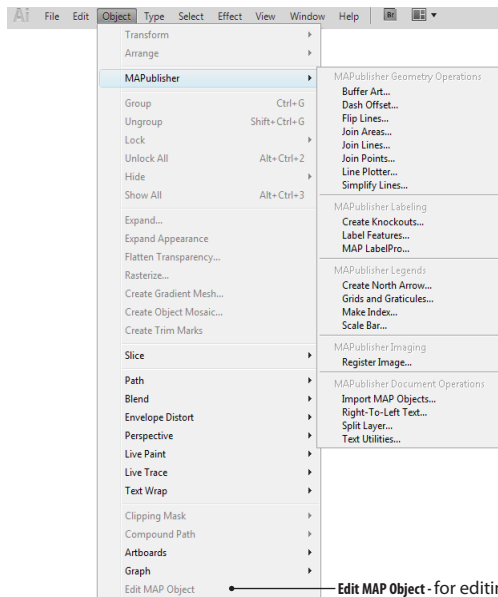 Ai File Edit Object Type Select Effect View Window Help Br
Transform
Arrange
MAPublisher
Group Ctrl+G
Ungroup Shift+Ctrl+G
Lock
Unlock All Alt+Ctrl+2
Hide
Show All Alt+Ctrl+3
Expand...
Expand Appearance
Flatten Transparency...
Rasterize...
Create Gradient Mesh...
Create Object Mosaic...
Create Trim Marks
Slice
Path
Blend
Envelope Distort
Perspective
Live Paint
Live Trace
Text Wrap
Clipping Mask
Compound Path
Artboards
Graph
Edit MAP Object
MAPublisher Geometry Operations
Buffer Art...
Dash Offset...
Flip Lines...
Join Areas...
Join Lines...
Join Points...
Line Plotter...
Simplify Lines...
MAPublisher Labeling
Create Knockouts...
Label Features...
MAP LabelPro...
MAPublisher Legends
Create North Arrow...
Grids and Graticules...
Make Index...
Scale Bar...
MAPublisher Imaging
Register Image...
MAPublisher Document Operations
Import MAP Objects...
Right-To-Left Text...
Split Layer...
Text Utilities...
Edit MAP Object - for editin